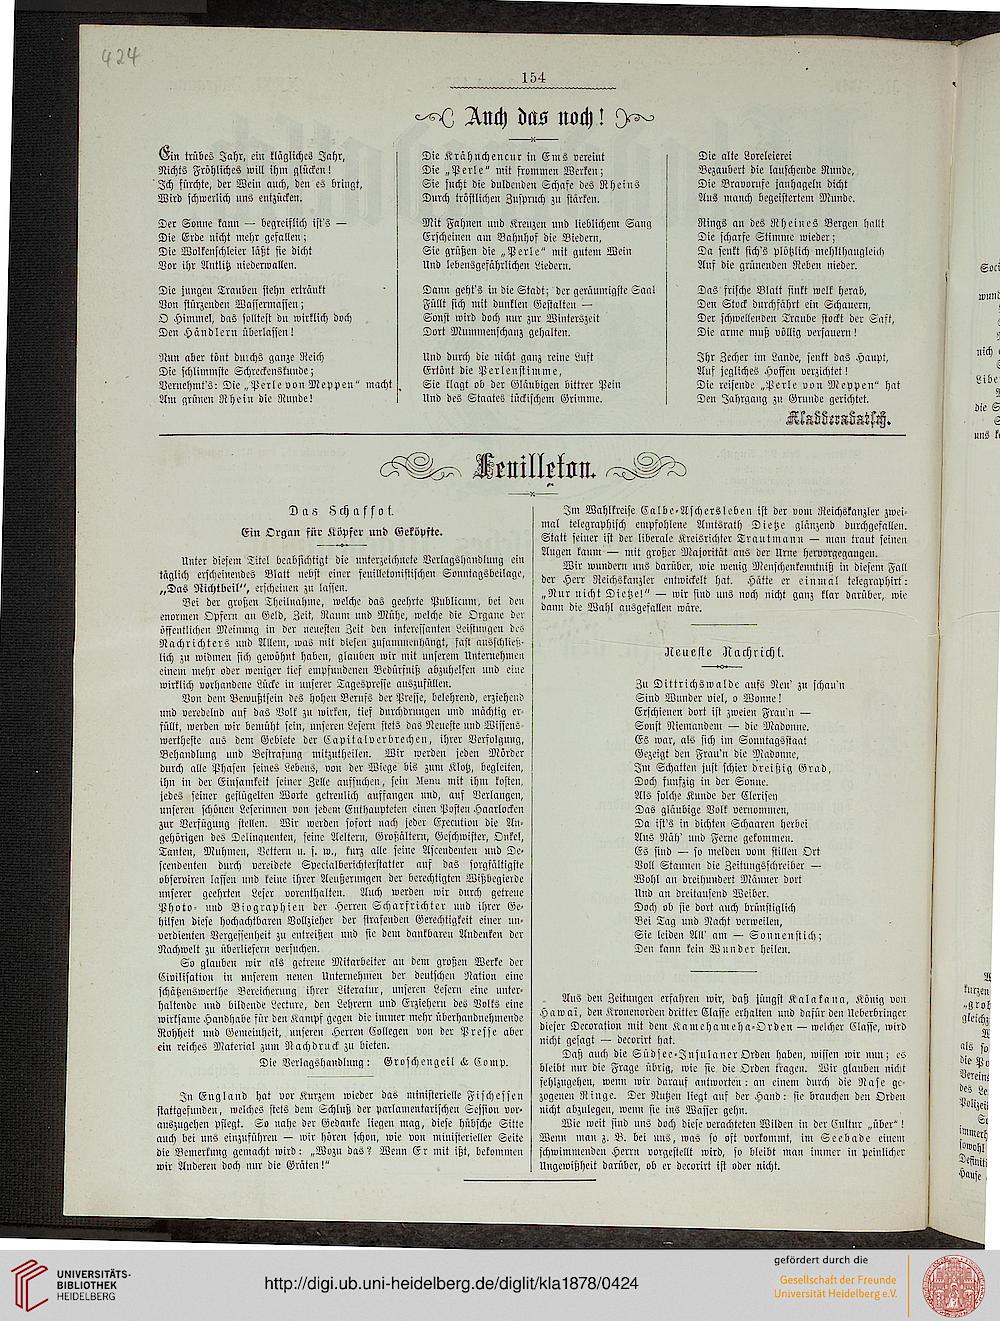 424
154
Auch das noch!
Ein trübes Jahr, ein klägliches Jahr,
Nichts Fröhliches will ihm glücken!
Ich fürchte, der Wein auch, den es bringt,
Wird schwerlich uns entzücken.
Der Sonne kann — begreiflich ist's —
Die Erde nicht mehr gefallen;
Die Wolkenschleier läßt sie dicht
Vor ihr Antlitz niederwallen.
Die jungen Trauben stehn ertränkt
Von stürzenden Wassermassen;
O Himmel, das solltest du wirklich doch
Den Händlern überlassen!
Nun aber tönt durchs ganze Reich
Die schlimmste Schreckenskunde;
Vernehmt's: Die „Perle von Meppen“ macht
Am grünen Rhein die Runde!
Die Krähnchencur in Ems vereint
Die „Perle“ mit frommen Werken;
Sie sucht die duldenden Schafe des Rheins
Durch tröstlichen Zuspruch zu stärken.
Mit Fahnen und Kreuzen und lieblichem Sang
Erscheinen am Bahnhof die Biedern,
Sie grüßen die „Perle“ mit gutem Wein
Und lebensgefährlichen Liedern.
Dann geht's in die Stadt; der geräumigste Saal
Füllt sich mit dunklen Gestalten —
Sonst wird doch nur zur Winterszeit
Dort Mummenschanz gehalten.
Und durch die nicht ganz reine Luft
Ertönt die Perlenstimme,
Sie klagt ob der Gläubigen bittrer Pein
Und des Staates tückischem Grimme.
Die alte Loreleierei
Bezaubert die lauschende Runde,
Die Bravorufe janhageln dicht
Aus manch begeistertem Munde.
Rings an des Rheines Bergen hallt
Die scharfe Stimme wieder;
Da senkt sich's plötzlich mehlthaugleich
Auf die grünenden Reben nieder.
Das frische Blatt sinkt welk herab,
Den Stock durchfährt ein Schauern,
Der schwellenden Traube stockt der Saft,
Die arme muß völlig versauern!
Ihr Zecher im Lande, senkt das Haupt,
Auf jegliches Hoffen verzichtet!
Die reisende „Perle von Meppen“ hat
Den Jahrgang zu Grunde gerichtet.
Kladderadatsch.
Feuilleton.
Das Schaffot.
Ein Organ für Köpfer und Geköpfte.
Unter diesem Titel beabsichtigt die unterzeichnete Verlagshandlung ein
täglich erscheinendes Blatt nebst einer feuilletonistischen Sonntagsbeilage,
„Das Richtbeil“, erscheinen zu lassen.
Bei der großen Theilnahme, welche das geehrte Publicum, bei den
enormen Opfern an Geld, Zeit, Raum und Mühe, welche die Organe der
öffentlichen Meinung in der neuesten Zeit den interessanten Leistungen des
Nachrichters und Allem, was mit diesen zusammenhängt, fast ausschließ-
lich zu widmen sich gewöhnt haben, glauben wir mit unserem Unternehmen
einem mehr oder weniger tief empfundenen Bedürfniß abzuhelfen und eine
wirklich vorhandene Lücke in unserer Tagespresse auszufüllen.
Von dem Bewußtsein des hohen Berufs der Presse, belehrend, erziehend
und veredelnd auf das Volk zu wirken, tief durchdrungen und mächtig er-
füllt, werden wir bemüht sein, unseren Lesern stets das Neueste und Wissens-
wertheste aus dem Gebiete der Capitalverbrechen, ihrer Verfolgung,
Behandlung und Bestrafung mitzutheilen. Wir werden jeden Mörder
durch alle Phasen seines Lebens, von der Wiege bis zum Kloß, begleiten,
ihn in der Einsamkeit seiner Zelle aufsuchen, sein Menu mit ihm kosten,
jedes seiner geflügelten Worte getreulich auffangen und, auf Verlangen,
unseren schönen Leserinnen von jedem Enthaupteten einen Posten Haarlocken
zur Verfügung stellen. Wir werden sofort nach jeder Execution die An-
gehörigen des Delinquenten, seine Aeltern, Großältern, Geschwister, Onkel,
Tanten, Muhmen, Vettern u. s. w., kurz alle seine Ascendenten und De-
scendenten durch vereidete Specialberichterstatter auf das sorgfältigste
observiren lassen und keine ihrer Aeußerungen der berechtigten Wißbegierde
unserer geehrten Leser vorenthalten. Auch werden wir durch getreue
Photo- und Biographien der Herren Scharfrichter und ihrer Ge-
hilfen diese hochachtbaren Vollzieher der strafenden Gerechtigkeit einer un-
verdienten Vergessenheit zu entreißen und sie dem dankbaren Andenken der
Nachwelt zu überliefern versuchen.
So glauben wir als getreue Mitarbeiter an dem großen Werke der
Civilisation in unserem neuen Unternehmen der deutschen Nation eine
schätzenswerthe Bereicherung ihrer Literatur, unseren Lesern eine unter-
haltende und bildende Lecture, den Lehrern und Erziehern des Volks eine
wirksame Handhabe für den Kampf gegen die immer mehr überhandnehmende
Rohheit und Gemeinheit, unseren Herren Collegen von der Presse aber
ein reiches Material zum Nachdruck zu bieten.
Die Verlagshandlung: Groschengeil & Comp.
In England hat vor Kurzem wieder das ministerielle Fischessen
stattgefunden, welches stets dem Schluß der parlamentarischen Session vor-
auszugehen pflegt. So nahe der Gedanke liegen mag, diese hübsche Sitte
auch bei uns einzuführen — wir hören schon, wie von ministerieller Seite
die Bemerkung gemacht wird: „Wozu das? Wenn Er mit ißt, bekommen
wir Anderen doch nur die Gräten!“
Im Wahlkreise Calbe-Aschersleben ist der vom Reichskanzler zwei-
mal telegraphisch empfohlene Amtsrath Dietze glänzend durchgefallen.
Statt seiner ist der liberale Kreisrichter Trautmann — man traut seinen
Augen kaum — mit großer Majorität aus der Urne hervorgegangen.
Wir wundern uns darüber, wie wenig Menschenkenntniß in diesem Fall
der Herr Reichskanzler entwickelt hat. Hätte er einmal telegraphirt:
„Nur nicht Dietze!“ — wir sind uns noch nicht ganz klar darüber, wie
dann die Wahl ausgefallen wäre.
Neueste Nachricht.
Zu Dittrichswalde aufs Neu' zu schau'n
Sind Wunder viel, o Wonne!
Erschienen dort ist zweien Frau'n —
Sonst Niemandem — die Madonne.
Es war, als sich im Sonntagsstaat
Gezeigt den Frau'n die Madonne,
Im Schatten just schier dreißig Grad,
Doch funfzig in der Sonne.
Als solche Kunde der Clerisey
Das gläubige Volk vernommen,
Da ist's in dichten Schaaren herbei
Aus Näh' und Ferne gekommen.
Es sind — so melden vom stillen Ort
Voll Staunen die Zeitungsschreiber —
Wohl an dreihundert Männer dort
Und an dreitausend Weiber.
Doch ob sie dort auch brünstiglich
Bei Tag und Nacht verweilen,
Sie leiden All' am — Sonnenstich;
Den kann kein Wunder heilen.
Aus den Zeitungen erfahren wir, daß jüngst Kalakaua, König von
Hawai, den Kronenorden dritter Classe erhalten und dafür den Ueberbringer
dieser Decoration mit dem Kamehameha-Orden — welcher Classe, wird
nicht gesagt — decorirt hat.
Daß auch die Südsee-Insulaner Orden haben, wissen wir nun; es
bleibt nur die Frage übrig, wie sie die Orden tragen. Wir glauben nicht
fehlzugehen, wenn wir darauf antworten: an einem durch die Nase ge-
zogenen Ringe. Der Nutzen liegt auf der Hand: sie brauchen den Orden
nicht abzulegen, wenn sie ins Wasser gehn.
Wie weit sind uns doch diese verachteten Wilden in der Cultur „über“!
Wenn man z. B. bei uns, was so oft vorkommt, im Seebade einem
schwimmenden Herrn vorgestellt wird, so bleibt man immer in peinlicher
Ungewißheit darüber, ob er decorirt ist oder nicht.
UNIVERSITÄTS-
BIBLIOTHEK
HEIDELBERG
http://digi.ub.uni-heidelberg.de/diglit/kla1878/0424
gefördert durch die
Gesellschaft der Freunde
Universität Heidelberg e.V.